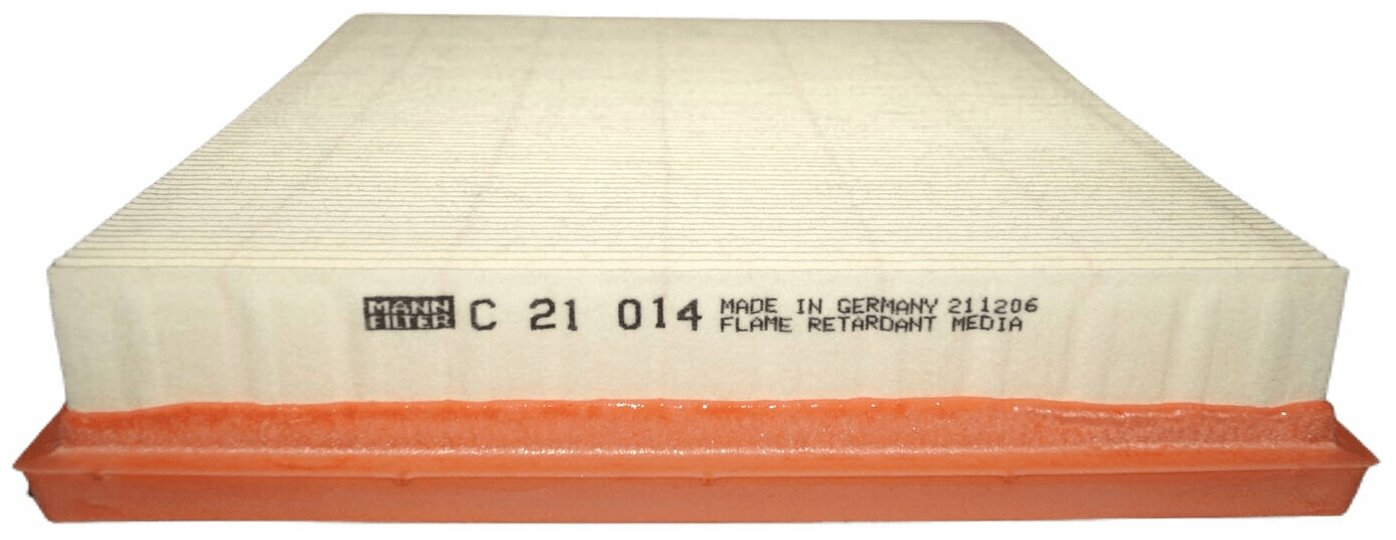 MANN
FILTER
C 21 014
MADE IN GERMANY 211206
FLAME RETARDANT MEDIA